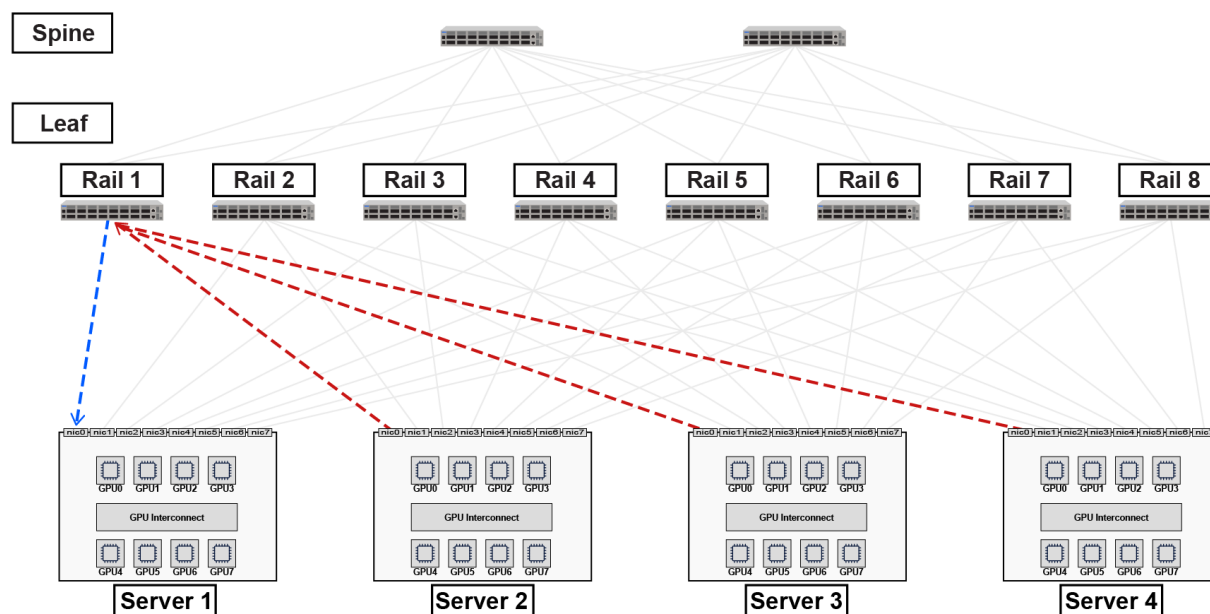 Spine
Leaf
Rail 1 Rail 2 Rail 3 Rail 4 Rail 5 Rail 6 Rail 7 Rail 8
nic0 nic1 nic2 nic3 nic4 nic5 nic6 nic7
GPU0 GPU1 GPU2 GPU3
GPU Interconnect
GPU4 GPU5 GPU6 GPU7
Server 1
nic0 nic1 nic2 nic3 nic4 nic5 nic6 nic7
GPU0 GPU1 GPU2 GPU3
GPU Interconnect
GPU4 GPU5 GPU6 GPU7
Server 2
nic0 nic1 nic2 nic3 nic4 nic5 nic6 nic7
GPU0 GPU1 GPU2 GPU3
GPU Interconnect
GPU4 GPU5 GPU6 GPU7
Server 3
nic0 nic1 nic2 nic3 nic4 nic5 nic6 nic7
GPU0 GPU1 GPU2 GPU3
GPU Interconnect
GPU4 GPU5 GPU6 GPU7
Server 4